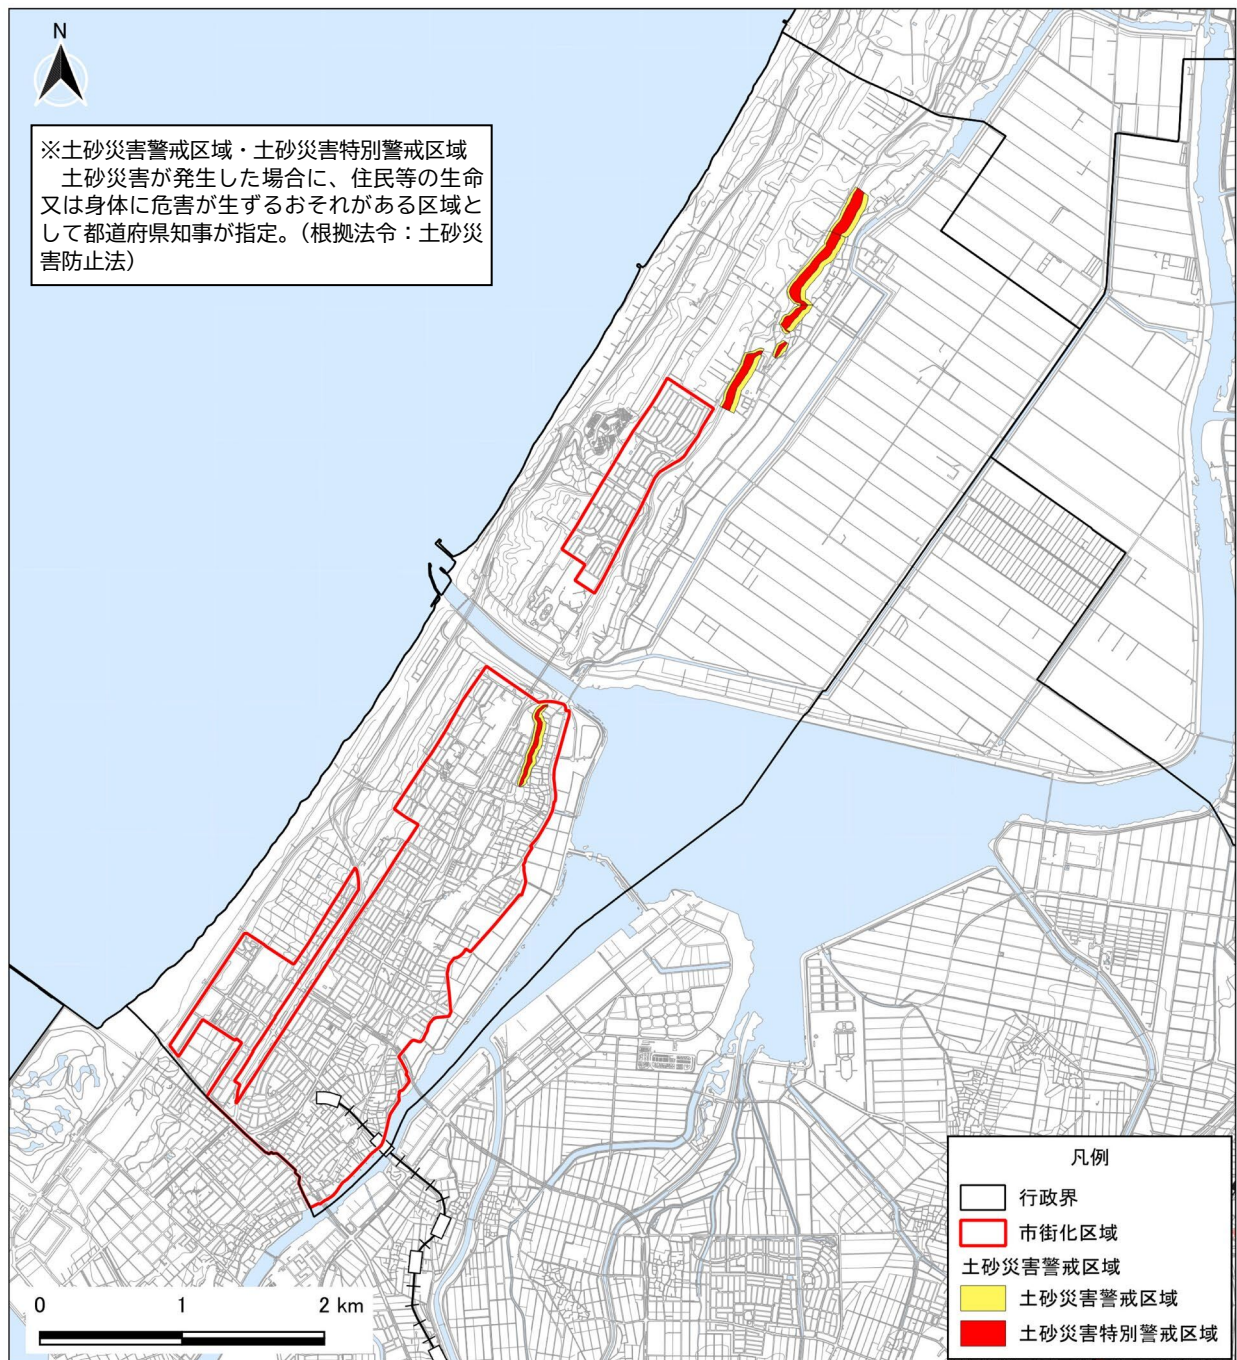 N
※土砂災害警戒区域・土砂災害特別警戒区域
　土砂災害が発生した場合に、住民等の生命
又は身体に危害が生ずるおそれがある区域と
して都道府県知事が指定。（根拠法令：土砂災
害防止法）
凡例
行政界
市街化区域
土砂災害警戒区域
土砂災害警戒区域
土砂災害特別警戒区域
0 1 2 km